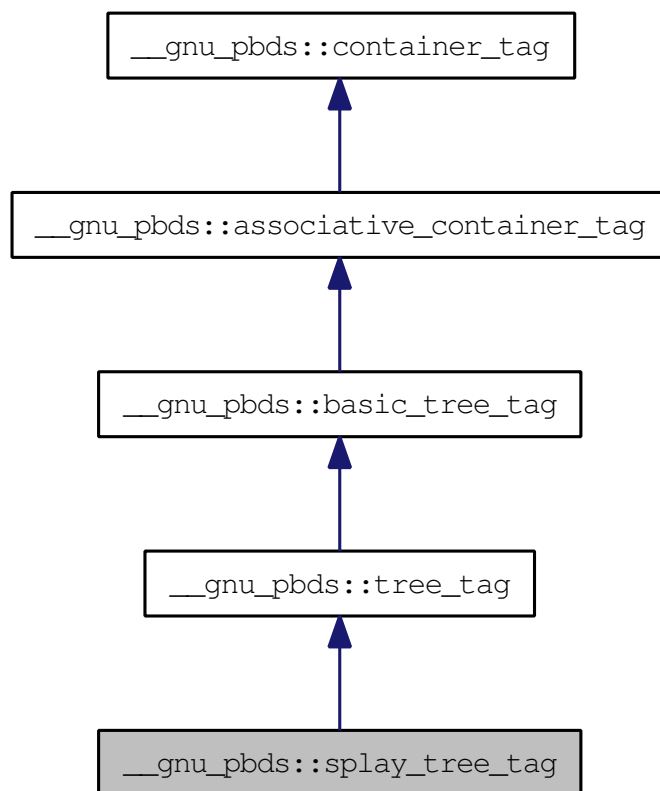 __gnu_pbds::container_tag
__gnu_pbds::associative_container_tag
__gnu_pbds::basic_tree_tag
__gnu_pbds::tree_tag
__gnu_pbds::splay_tree_tag